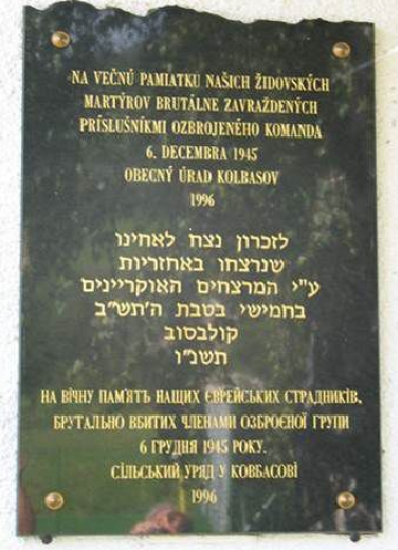 NA VEČNÚ PAMIATKU NAŠICH ŽIDOVSKÝCH
MARTÝROV BRUTÁLNE ZAVRAŽDENÝCH
PRÍSLUŠNÍKMI OZBROJENÉHO KOMANDA
6. DECEMBRA 1945
OBECNÝ ÚRAD KOLBASOV
1996
לזכרון נצח לאחינו
שנרצחו באחזריות
ע"י המרצחים האוקריינים
בחמישי בטבת ה'תש"ב
קולבסוב
תשנ"ו
НА ВІЧНУ ПАМ'ЯТЬ НАЩИХ ЄВРЕЙСЬКИХ СТРАДНИКІВ,
БРУТАЛЬНО ВБИТИХ ЧЛЕНАМИ ОЗБРОЄНОЇ ГРУПИ
6 ГРУДНЯ 1945 РОКУ.
СІЛЬСЬКИЙ УРЯД У КОВБАСОВІ
1996